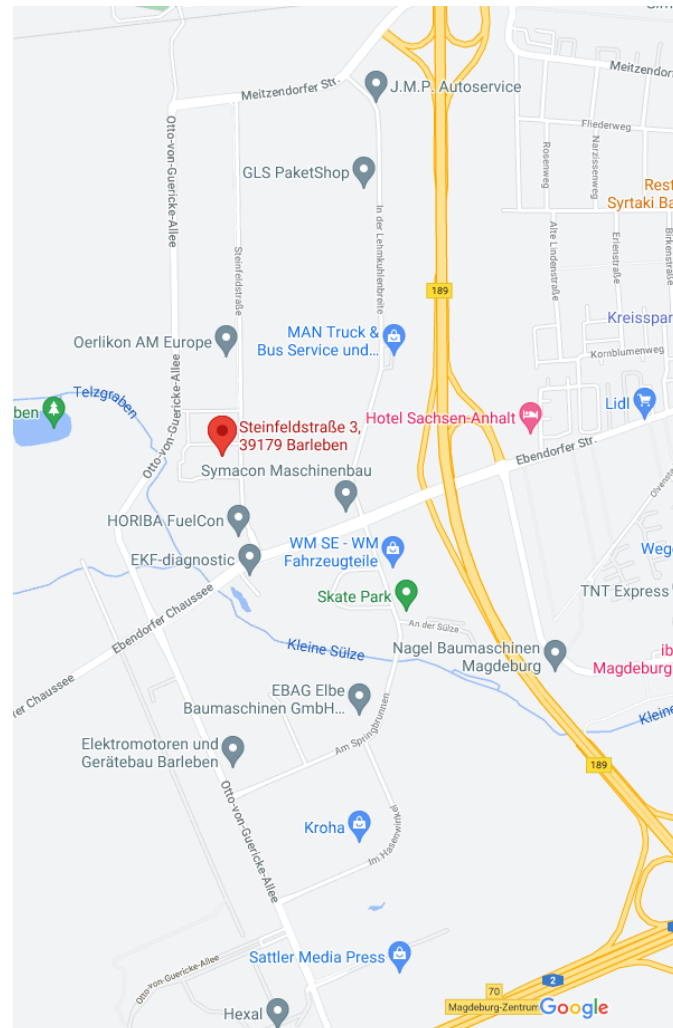 Meitzendorfer Str.
J.M.P. Autoservice
Meitzendor
Otto-von-Guericke-Allee
Fliederweg
Rosenweg
Narzissenweg
GLS PaketShop
In der Lehmkuhlenbreite
Rest
Syrtaki Ba
Steinfeldstraße
Alte Lindenstraße
Erlenstraße
Birkenstraße
189
Kreisspar
MAN Truck &
Bus Service und...
Oerlikon AM Europe
Kornblumenweg
Telzgraben
ben
Otto-von-Guericke-Allee
Lidl
Hotel Sachsen-Anhalt
Steinfeldstraße 3,
39179 Barleben
Ebendorfer Str.
Symacon Maschinenbau
HORIBA FuelCon
EKF-diagnostic
WM SE - WM
Fahrzeugteile
Wege
TNT Express
Skate Park
An der Sülze
Ebendorfer Chaussee
Kleine Sülze
Nagel Baumaschinen
Magdeburg
ib
Magdeburg
er Chaussee
EBAG Elbe
Baumaschinen GmbH...
Kleine
Am Springbrunnen
Elektromotoren und
Gerätebau Barleben
189
Otto-von-Guericke-Allee
Kroha
Im Hasenwinkel
Sattler Media Press
Otto-von-Guericke-Allee
2
70
Magdeburg-Zentrum
Google
Hexal